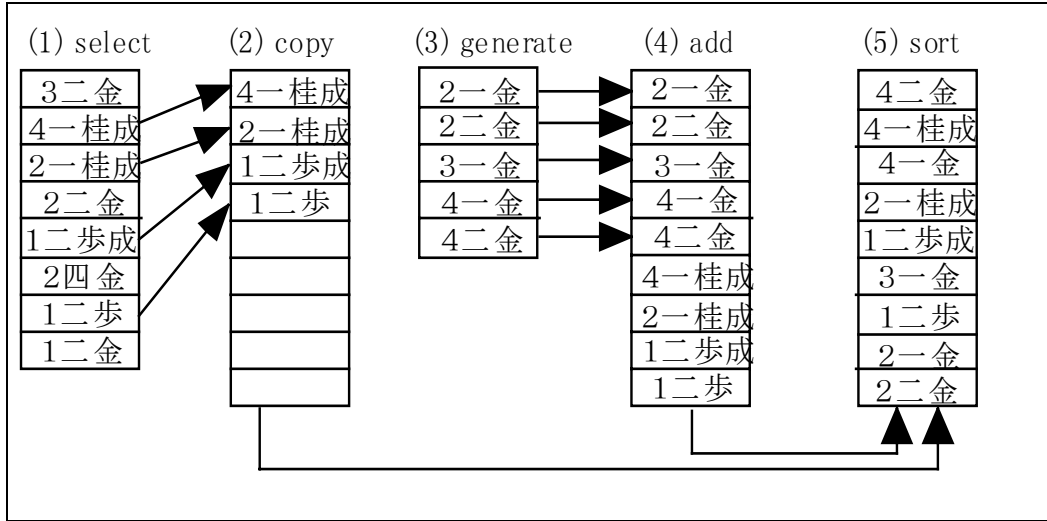 (1) select
3二金
4一桂成
2一桂成
2二金
1二歩成
2四金
1二歩
1二金
(2) copy
4一桂成
2一桂成
1二歩成
1二歩
(3) generate
2一金
2二金
3一金
4一金
4二金
(4) add
2一金
2二金
3一金
4一金
4二金
4一桂成
2一桂成
1二歩成
1二歩
(5) sort
4二金
4一桂成
4一金
2一桂成
1二歩成
3一金
1二歩
2一金
2二金